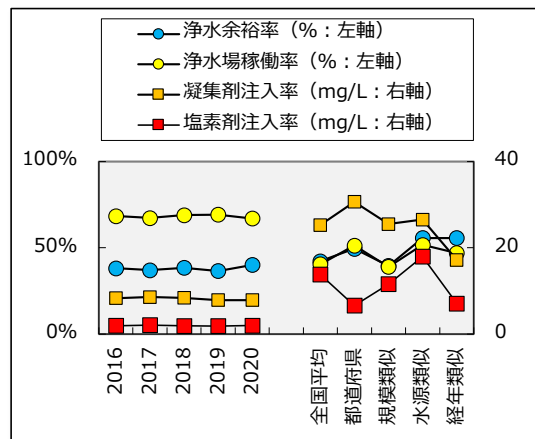 浄水余裕率（%：左軸）
浄水場稼働率（%：左軸）
凝集剤注入率（mg/L：右軸）
塩素剤注入率（mg/L：右軸）
100%
50%
0%
40
20
0
2016
2017
2018
2019
2020
全国平均
都道府県
規模類似
水源類似
経年類似